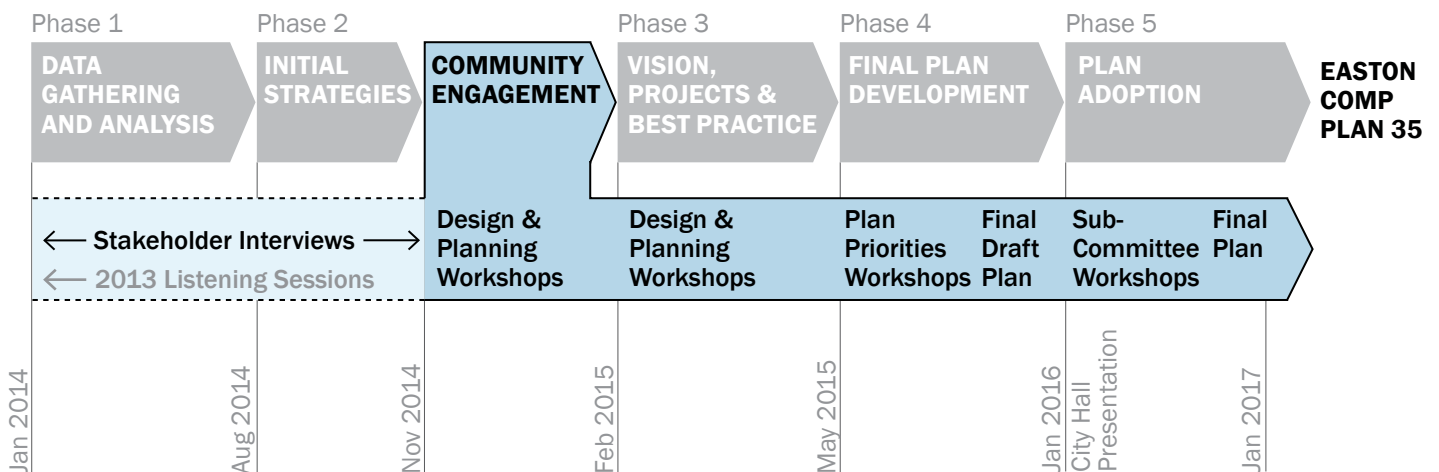 Phase 1
Phase 2
Phase 3
Phase 4
Phase 5
DATA
GATHERING
AND ANALYSIS
INITIAL
STRATEGIES
COMMUNITY
ENGAGEMENT
VISION,
PROJECTS &
BEST PRACTICE
FINAL PLAN
DEVELOPMENT
PLAN
ADOPTION
EASTON
COMP
PLAN 35
Stakeholder Interviews
2013 Listening Sessions
Design &
Planning
Workshops
Design &
Planning
Workshops
Plan
Priorities
Workshops
Final
Draft
Plan
Sub-
Committee
Workshops
Final
Plan
Jan 2014
Aug 2014
Nov 2014
Feb 2015
May 2015
Jan 2016
City Hall
Presentation
Jan 2017